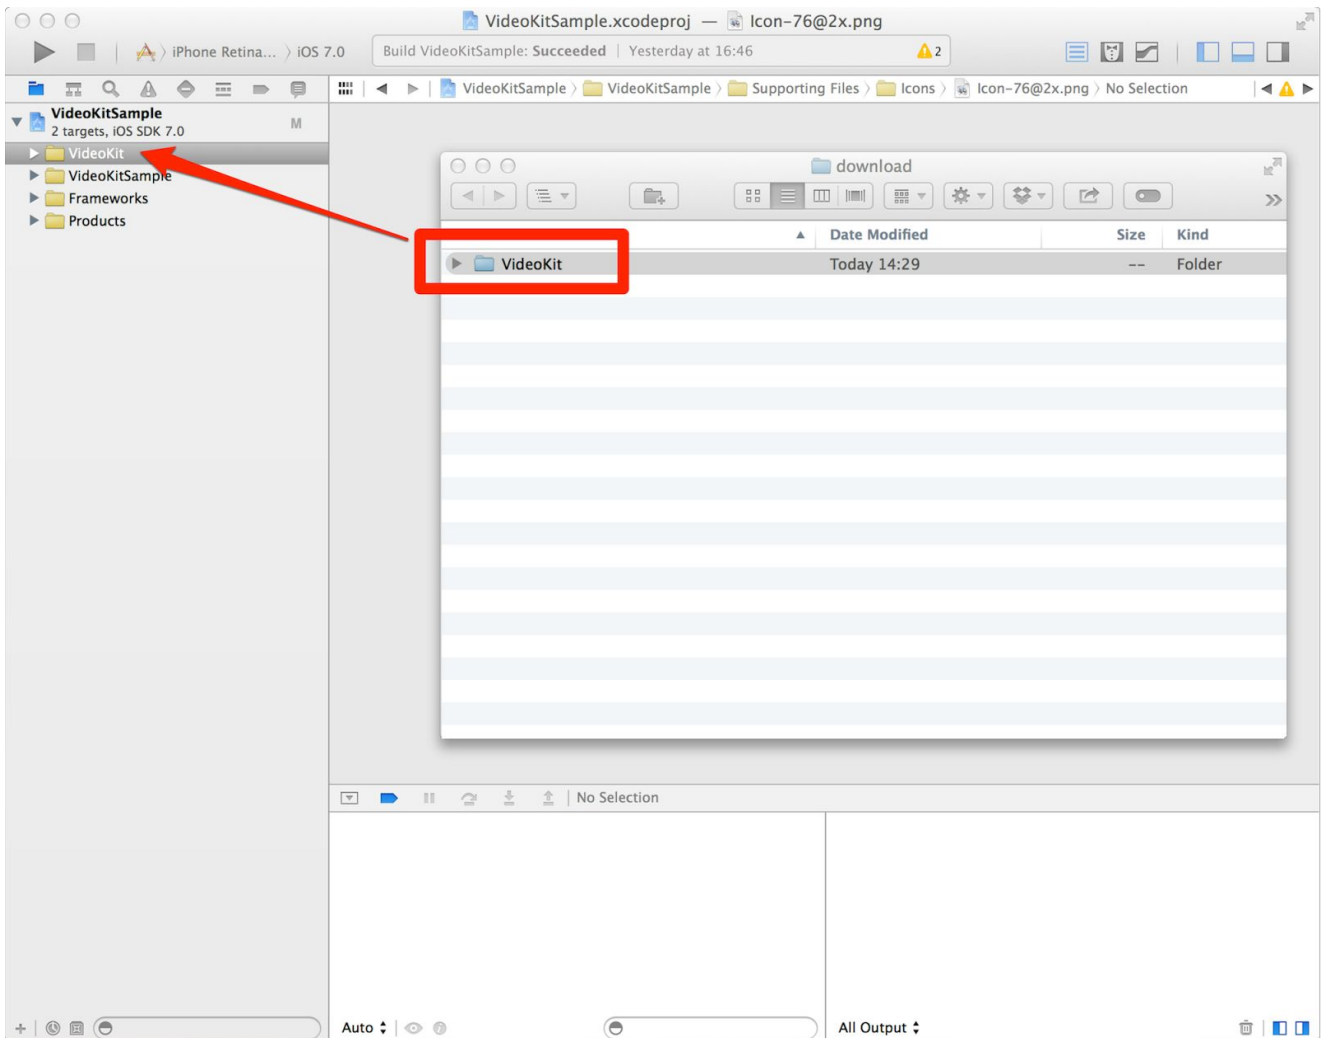 VideoKitSample.xcodeproj — Icon-76@2x.png
iPhone Retina... 〉 iOS 7.0
Build VideoKitSample: Succeeded | Yesterday at 16:46
2
VideoKitSample 〉 VideoKitSample 〉 Supporting Files 〉 Icons 〉 Icon-76@2x.png 〉 No Selection
VideoKitSample
2 targets, iOS SDK 7.0
M
VideoKit
VideoKitSample
Frameworks
Products
download
Date Modified Size Kind
VideoKit Today 14:29 -- Folder
No Selection
Auto
All Output